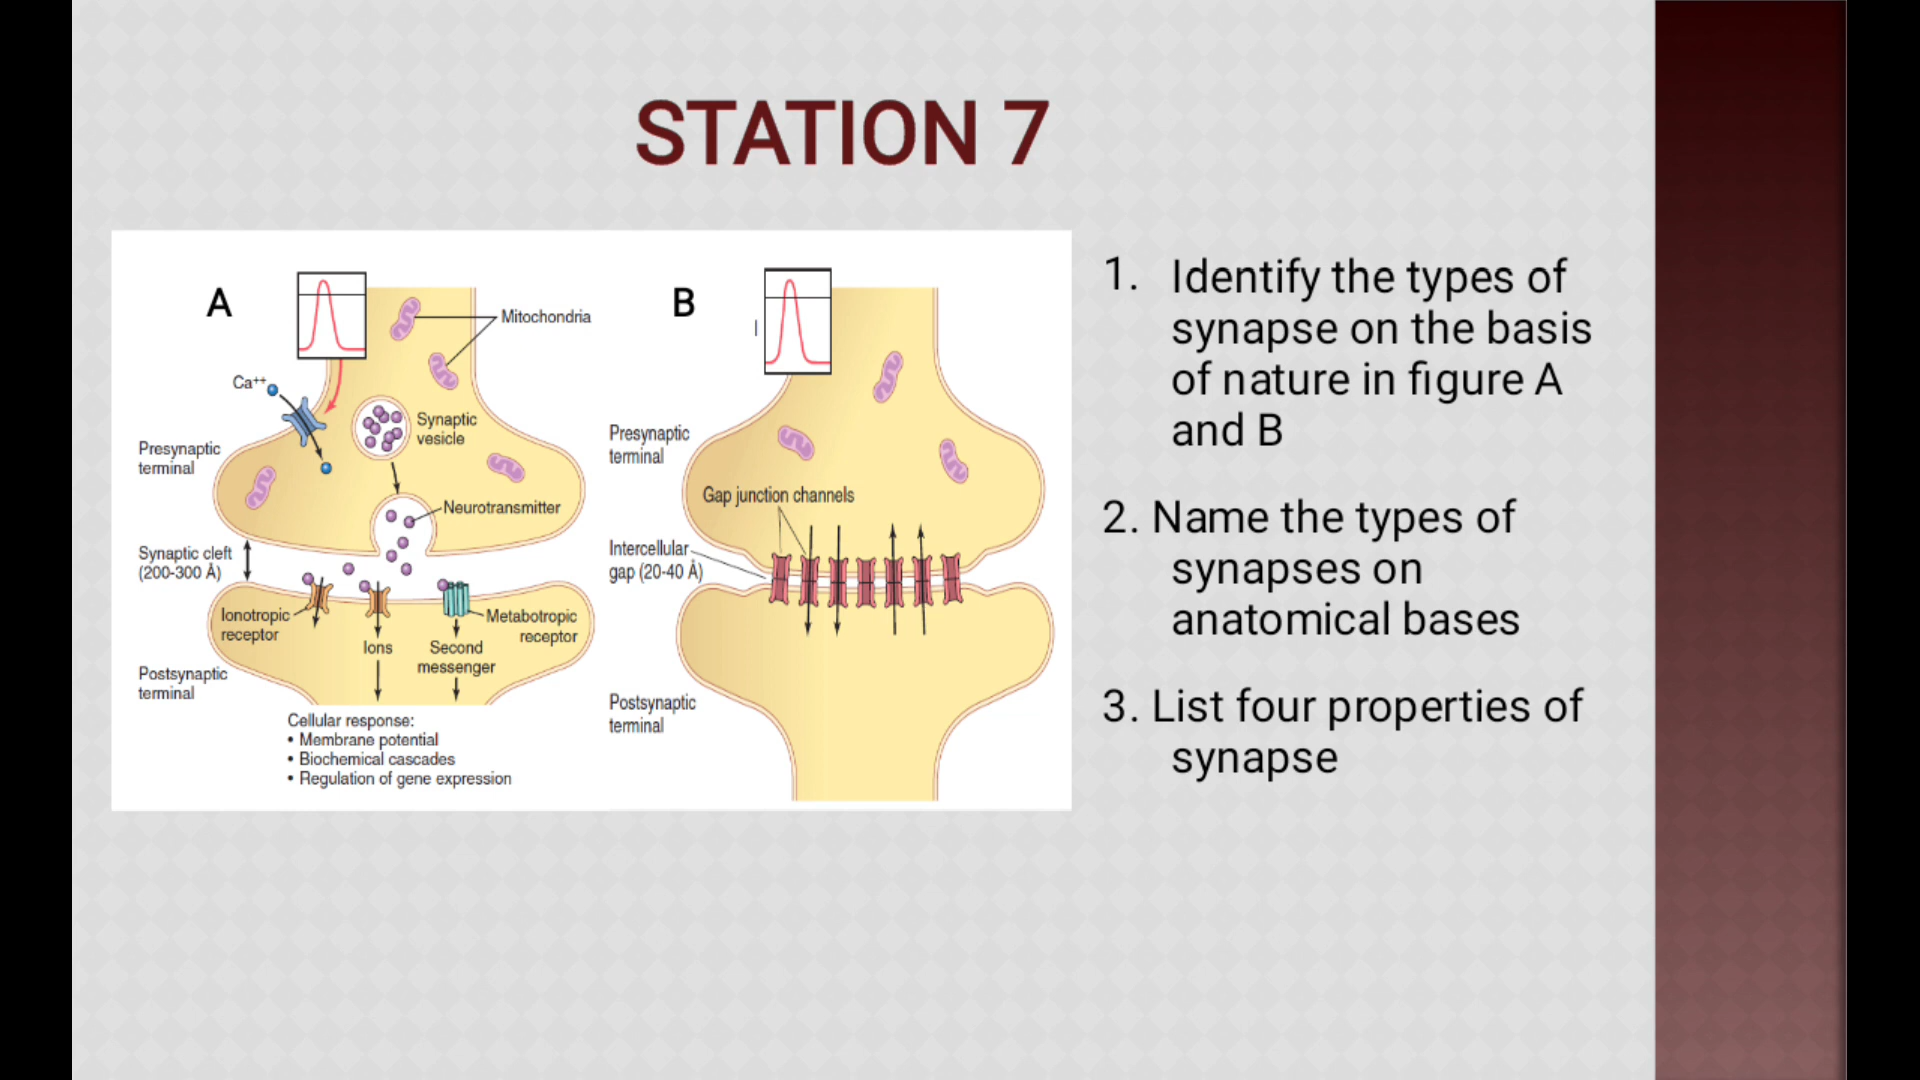 STATION 7
A
Mitochondria
Ca++
Synaptic
vesicle
Presynaptic
terminal
Neurotransmitter
Synaptic cleft
(200-300 Å)
Ionotropic
receptor
Metabotropic
receptor
Ions
Second
messenger
Postsynaptic
terminal
Cellular response:
• Membrane potential
• Biochemical cascades
• Regulation of gene expression
B
Presynaptic
terminal
Gap junction channels
Intercellular
gap (20-40 Å)
Postsynaptic
terminal
1. Identify the types of
synapse on the basis
of nature in figure A
and B
2. Name the types of
synapses on
anatomical bases
3. List four properties of
synapse